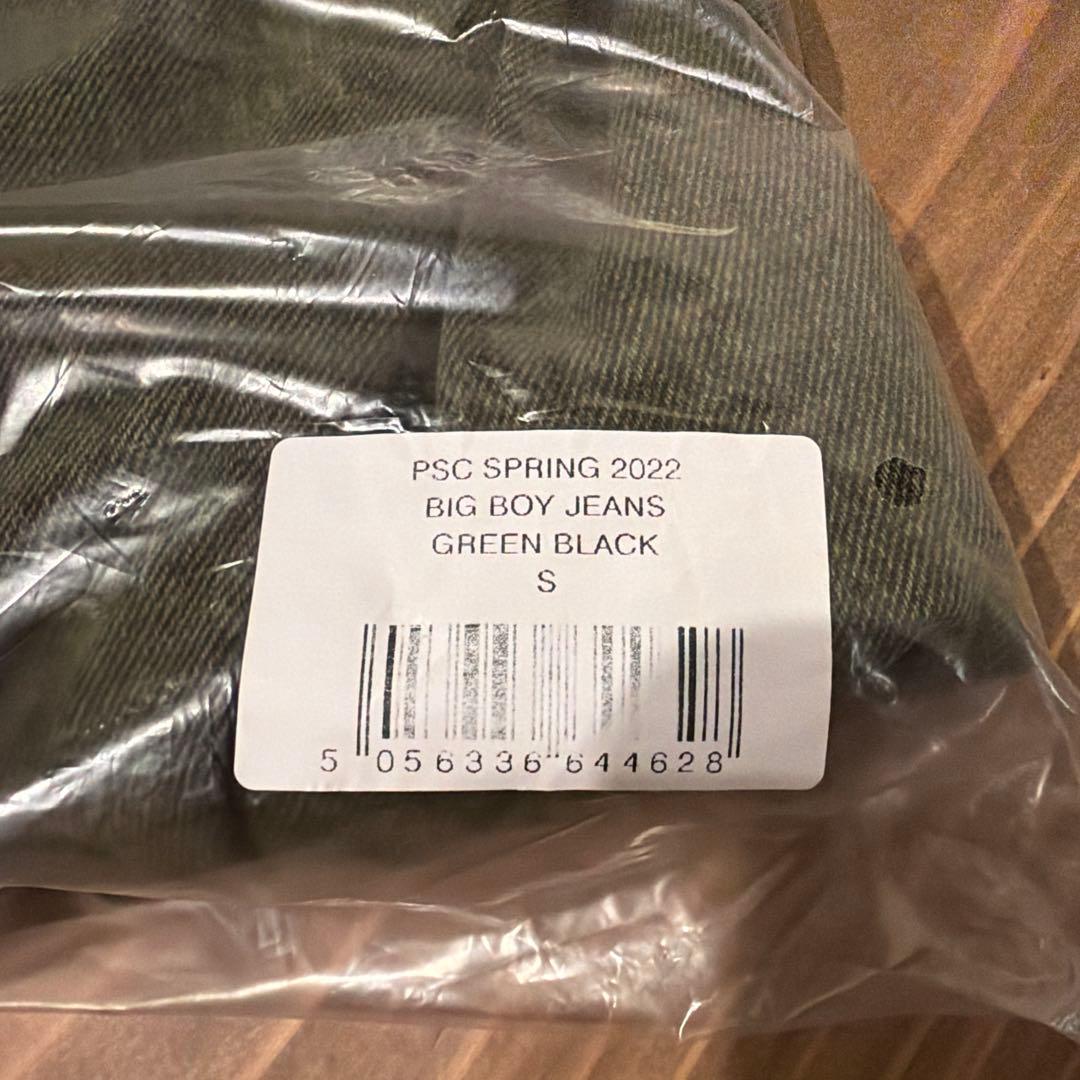 PSC SPRING 2022
BIG BOY JEANS
GREEN BLACK
S
5 056336 644628